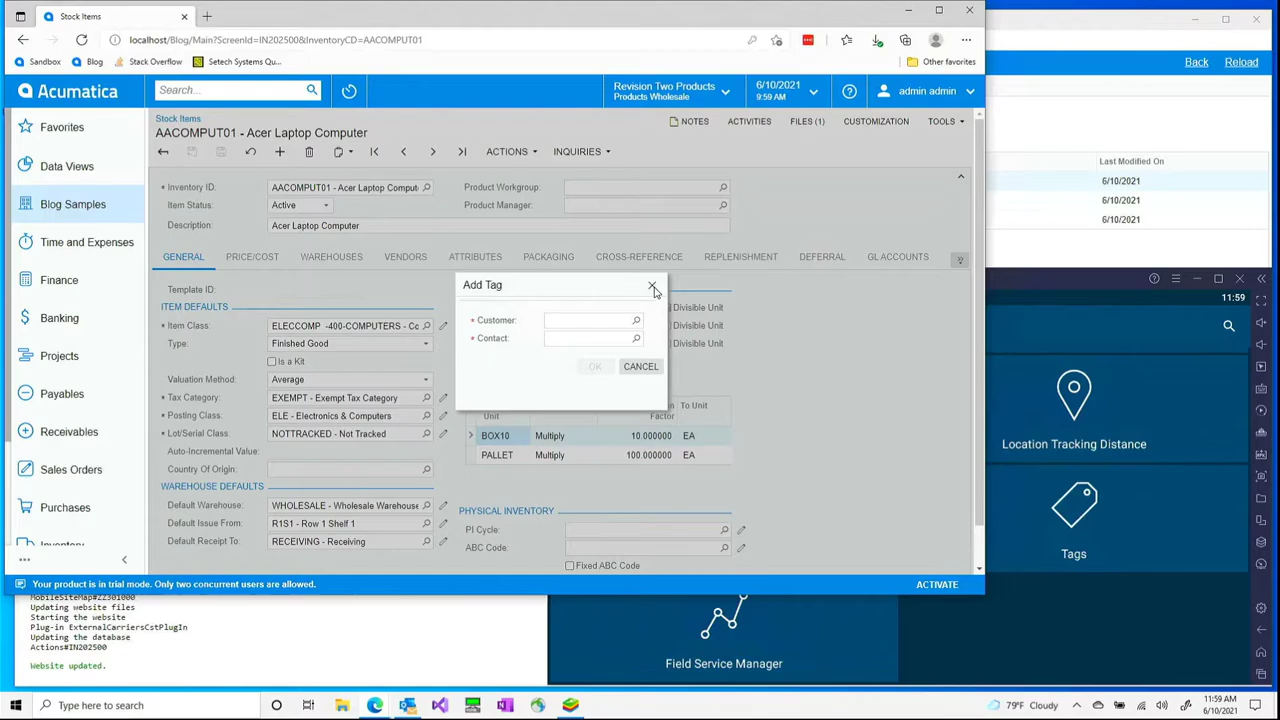 Stock Items
localhost/Blog/Main?ScreenId=IN202500&InventoryCD=AACOMPUT01
Sandbox Blog Stack Overflow Setech Systems Qu... Other favorites
Back Reload
Acumatica Search... Revision Two Products Products Wholesale 6/10/2021 9:59 AM admin admin
Favorites
Data Views
Blog Samples
Time and Expenses
Finance
Banking
Projects
Payables
Receivables
Sales Orders
Purchases
Stock Items
AACOMPUT01 - Acer Laptop Computer
NOTES ACTIVITIES FILES (1) CUSTOMIZATION TOOLS
ACTIONS INQUIRIES
* Inventory ID: AACOMPUT01 - Acer Laptop Comput Product Workgroup:
Item Status: Active Product Manager:
Description: Acer Laptop Computer
GENERAL PRICE/COST WAREHOUSES VENDORS ATTRIBUTES PACKAGING CROSS-REFERENCE REPLENISHMENT DEFERRAL GL ACCOUNTS
Template ID:
ITEM DEFAULTS
* Item Class: ELECCOMP -400-COMPUTERS - Cc
Type: Finished Good
Is a Kit
Valuation Method: Average
* Tax Category: EXEMPT - Exempt Tax Category
* Posting Class: ELE - Electronics & Computers
* Lot/Serial Class: NOTTRACKED - Not Tracked
Auto-Incremental Value:
Country Of Origin:
WAREHOUSE DEFAULTS
Default Warehouse: WHOLESALE - Wholesale Warehouse
Default Issue From: R1S1 - Row 1 Shelf 1
Default Receipt To: RECEIVING - Receiving
Add Tag
* Customer:
* Contact:
OK CANCEL
Divisible Unit
Divisible Unit
Divisible Unit
Unit Factor To Unit
BOX10 Multiply 10.000000 EA
PALLET Multiply 100.000000 EA
PHYSICAL INVENTORY
PI Cycle:
ABC Code:
Fixed ABC Code
Your product is in trial mode. Only two concurrent users are allowed. ACTIVATE
Last Modified On
6/10/2021
6/10/2021
6/10/2021
11:59
Location Tracking Distance
Tags
Field Service Manager
MobileSiteMap#ZZ301000
Updating website files
Starting the website
Plug-in ExternalCarriersCstPlugIn
Updating the database
Actions#IN202500
Website updated.
Type here to search 79°F Cloudy 11:59 AM
6/10/2021